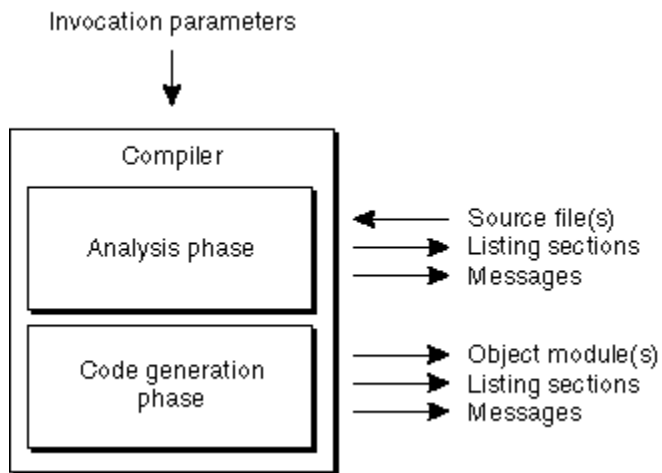 Invocation parameters
Compiler
Analysis phase
Source file(s)
Listing sections
Messages
Code generation
phase
Object module(s)
Listing sections
Messages